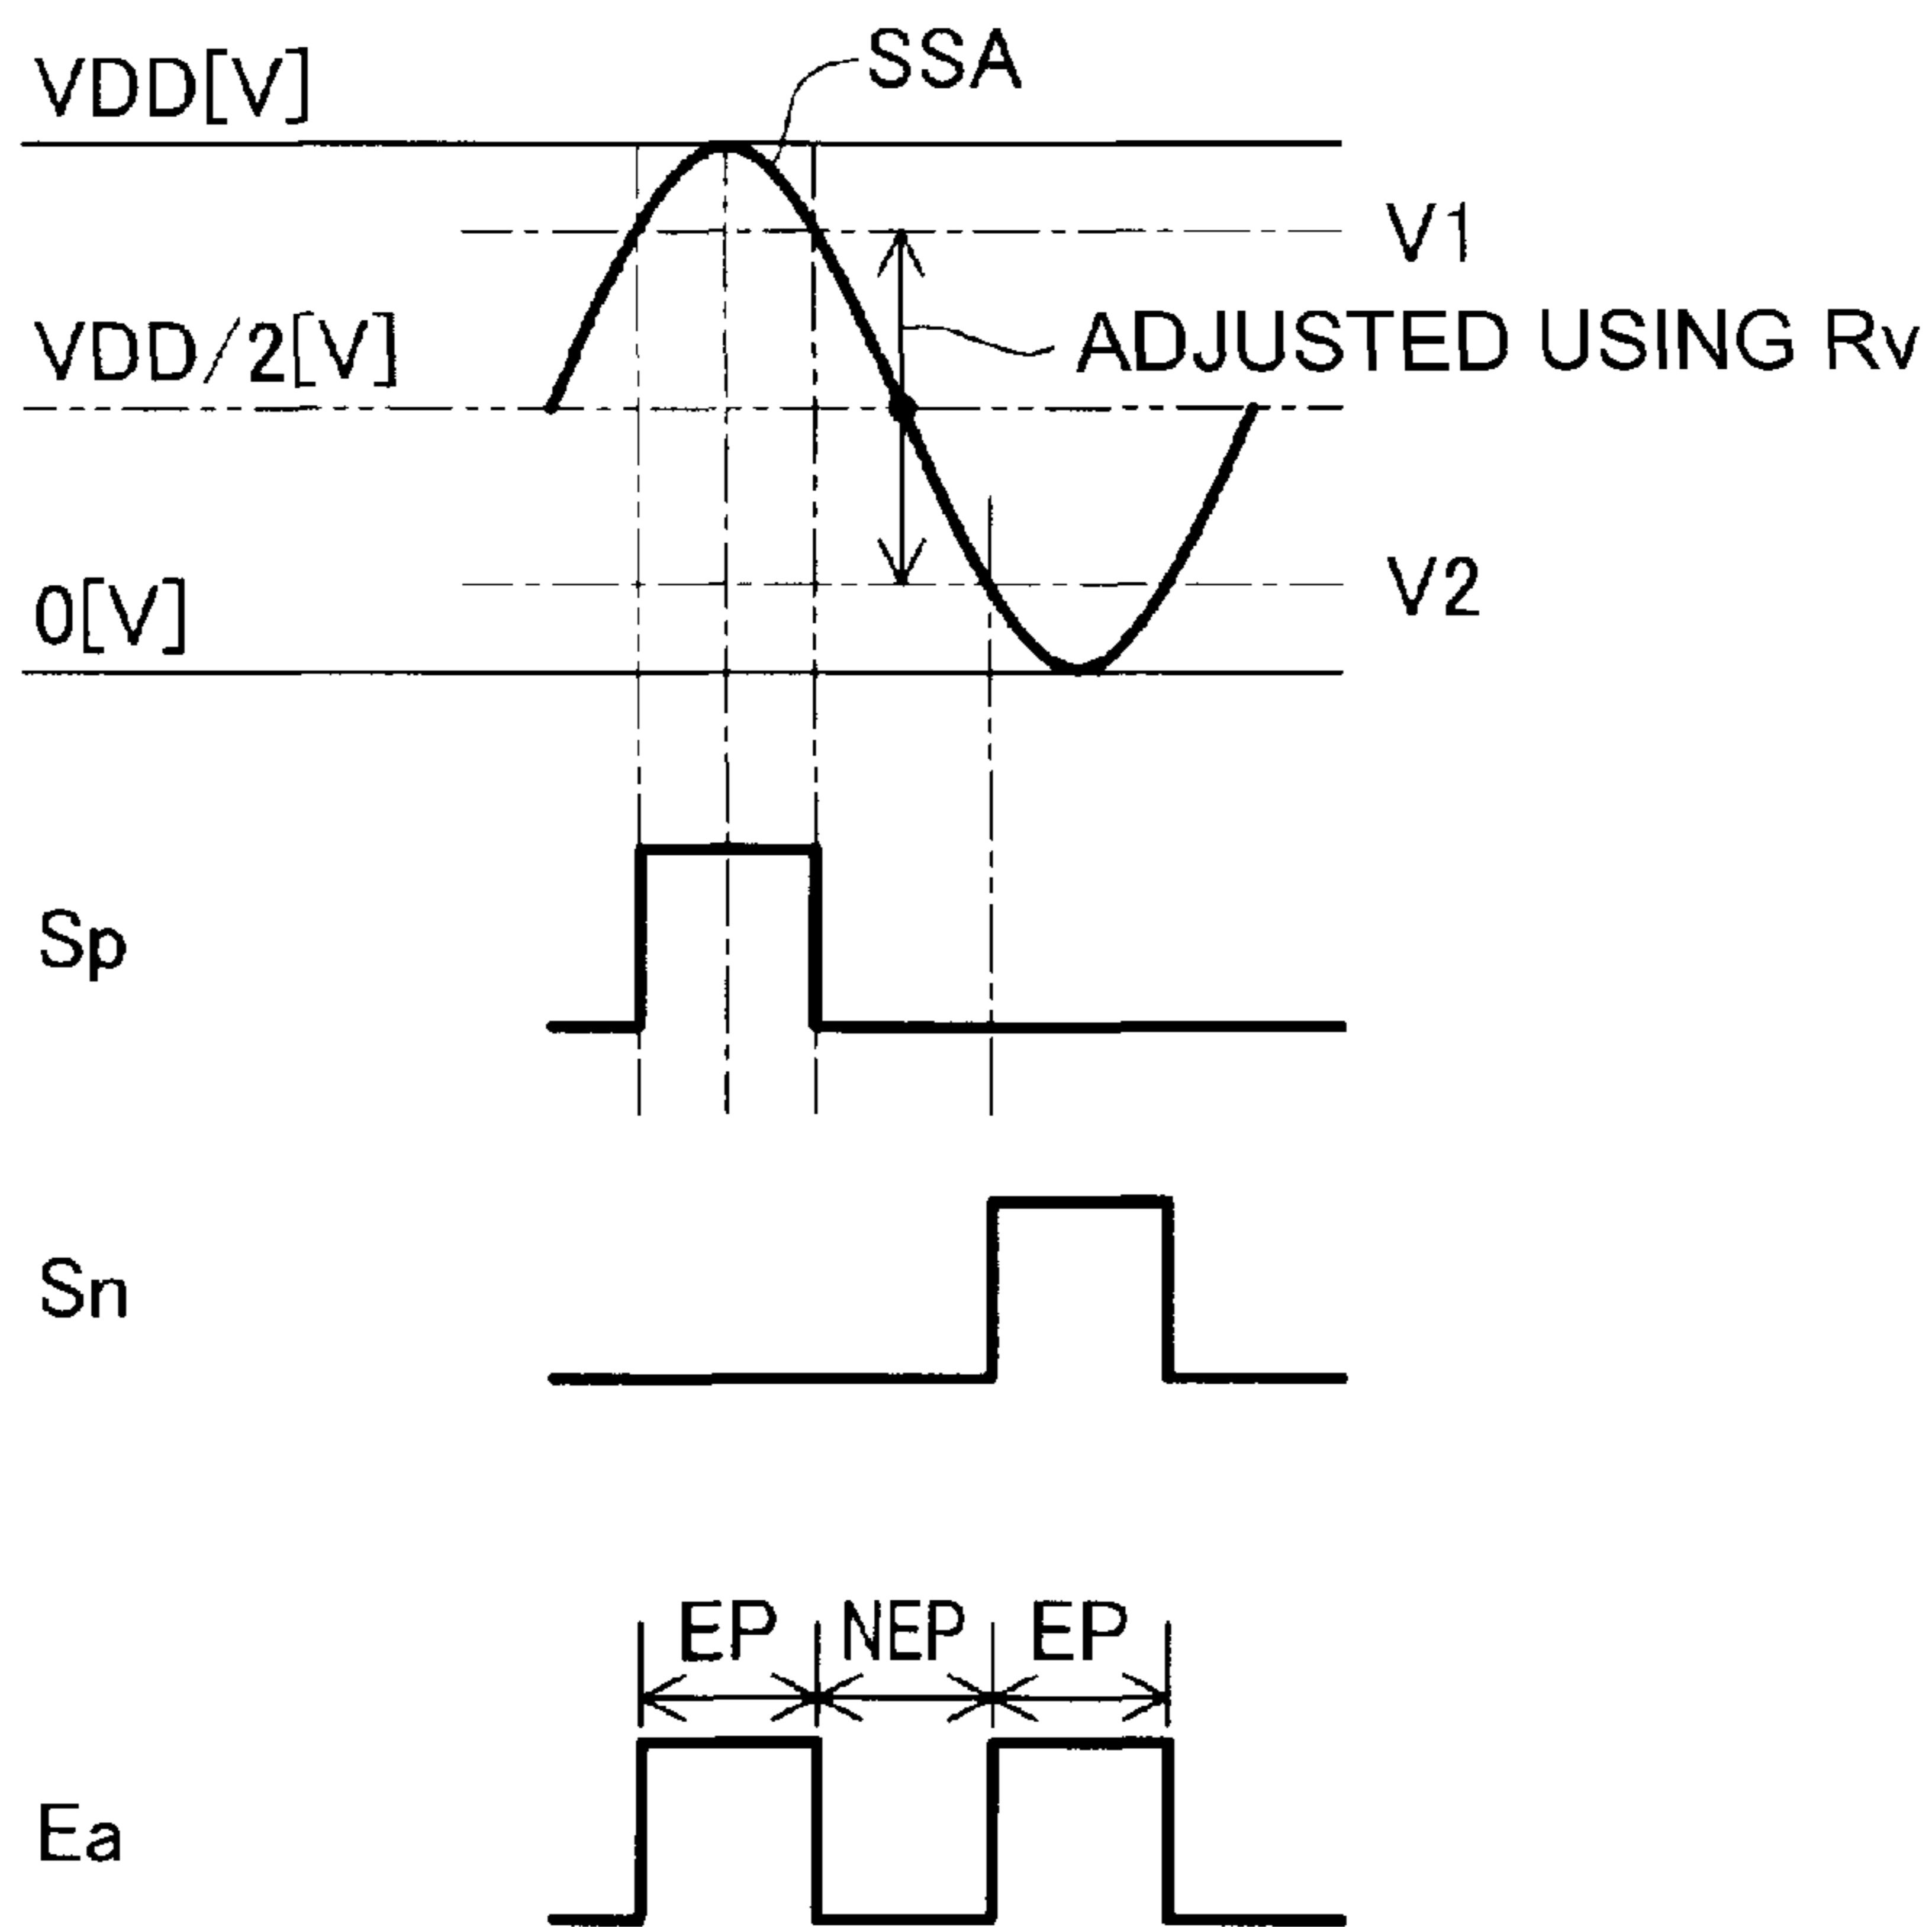 VDD[V]
SSA
V1
VDD/2[V]
ADJUSTED USING Rv
0[V]
V2
Sp
Sn
EP
NEP
EP
Ea